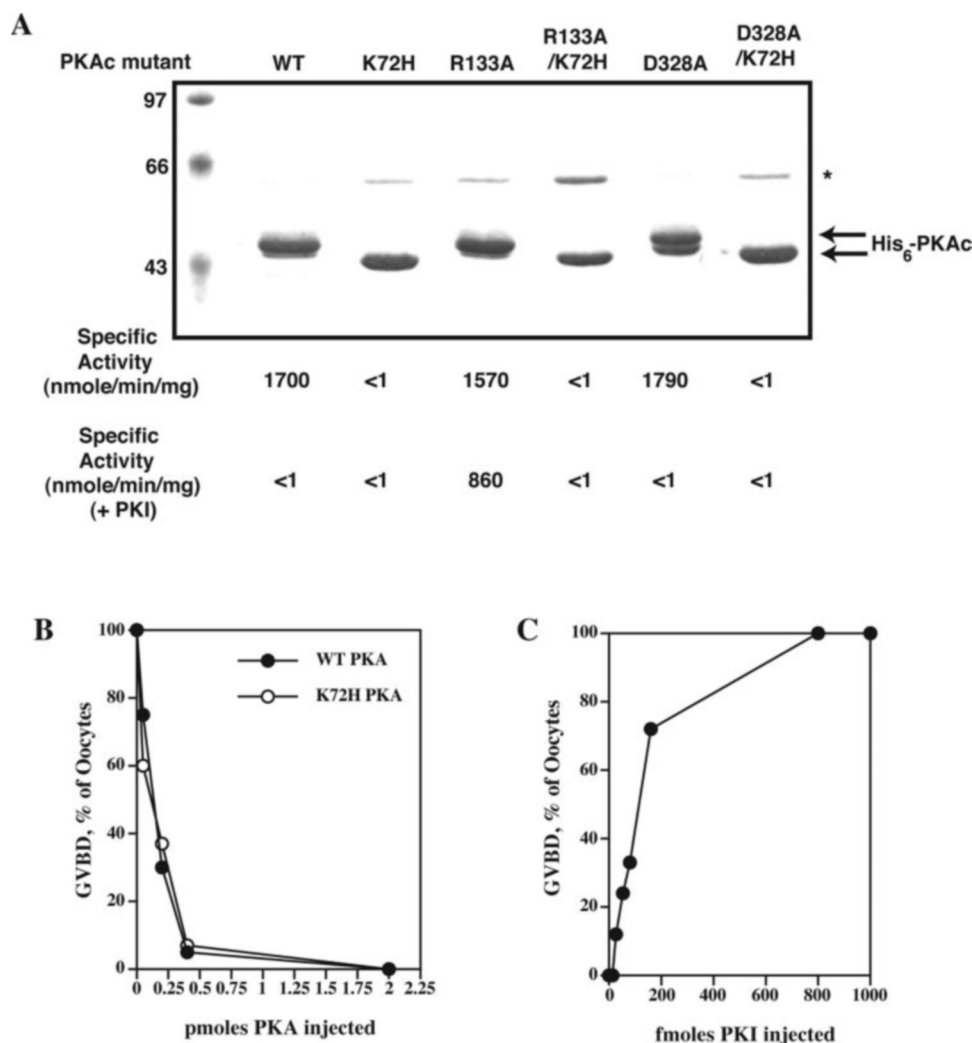 A
PKAc mutant WT K72H R133A R133A /K72H D328A D328A /K72H
97
66
*
His6-PKAc
43
Specific
Activity
(nmole/min/mg)
1700 <1 1570 <1 1790 <1
Specific
Activity
(nmole/min/mg)
(+ PKI)
<1 <1 860 <1 <1 <1
B
100
80
60
40
20
0
GVBD, % of Oocytes
WT PKA
K72H PKA
0 0.25 0.5 0.75 1 1.25 1.5 1.75 2 2.25
pmoles PKA injected
C
100
80
60
40
20
0
GVBD, % of Oocytes
0 200 400 600 800 1000
fmoles PKI injected